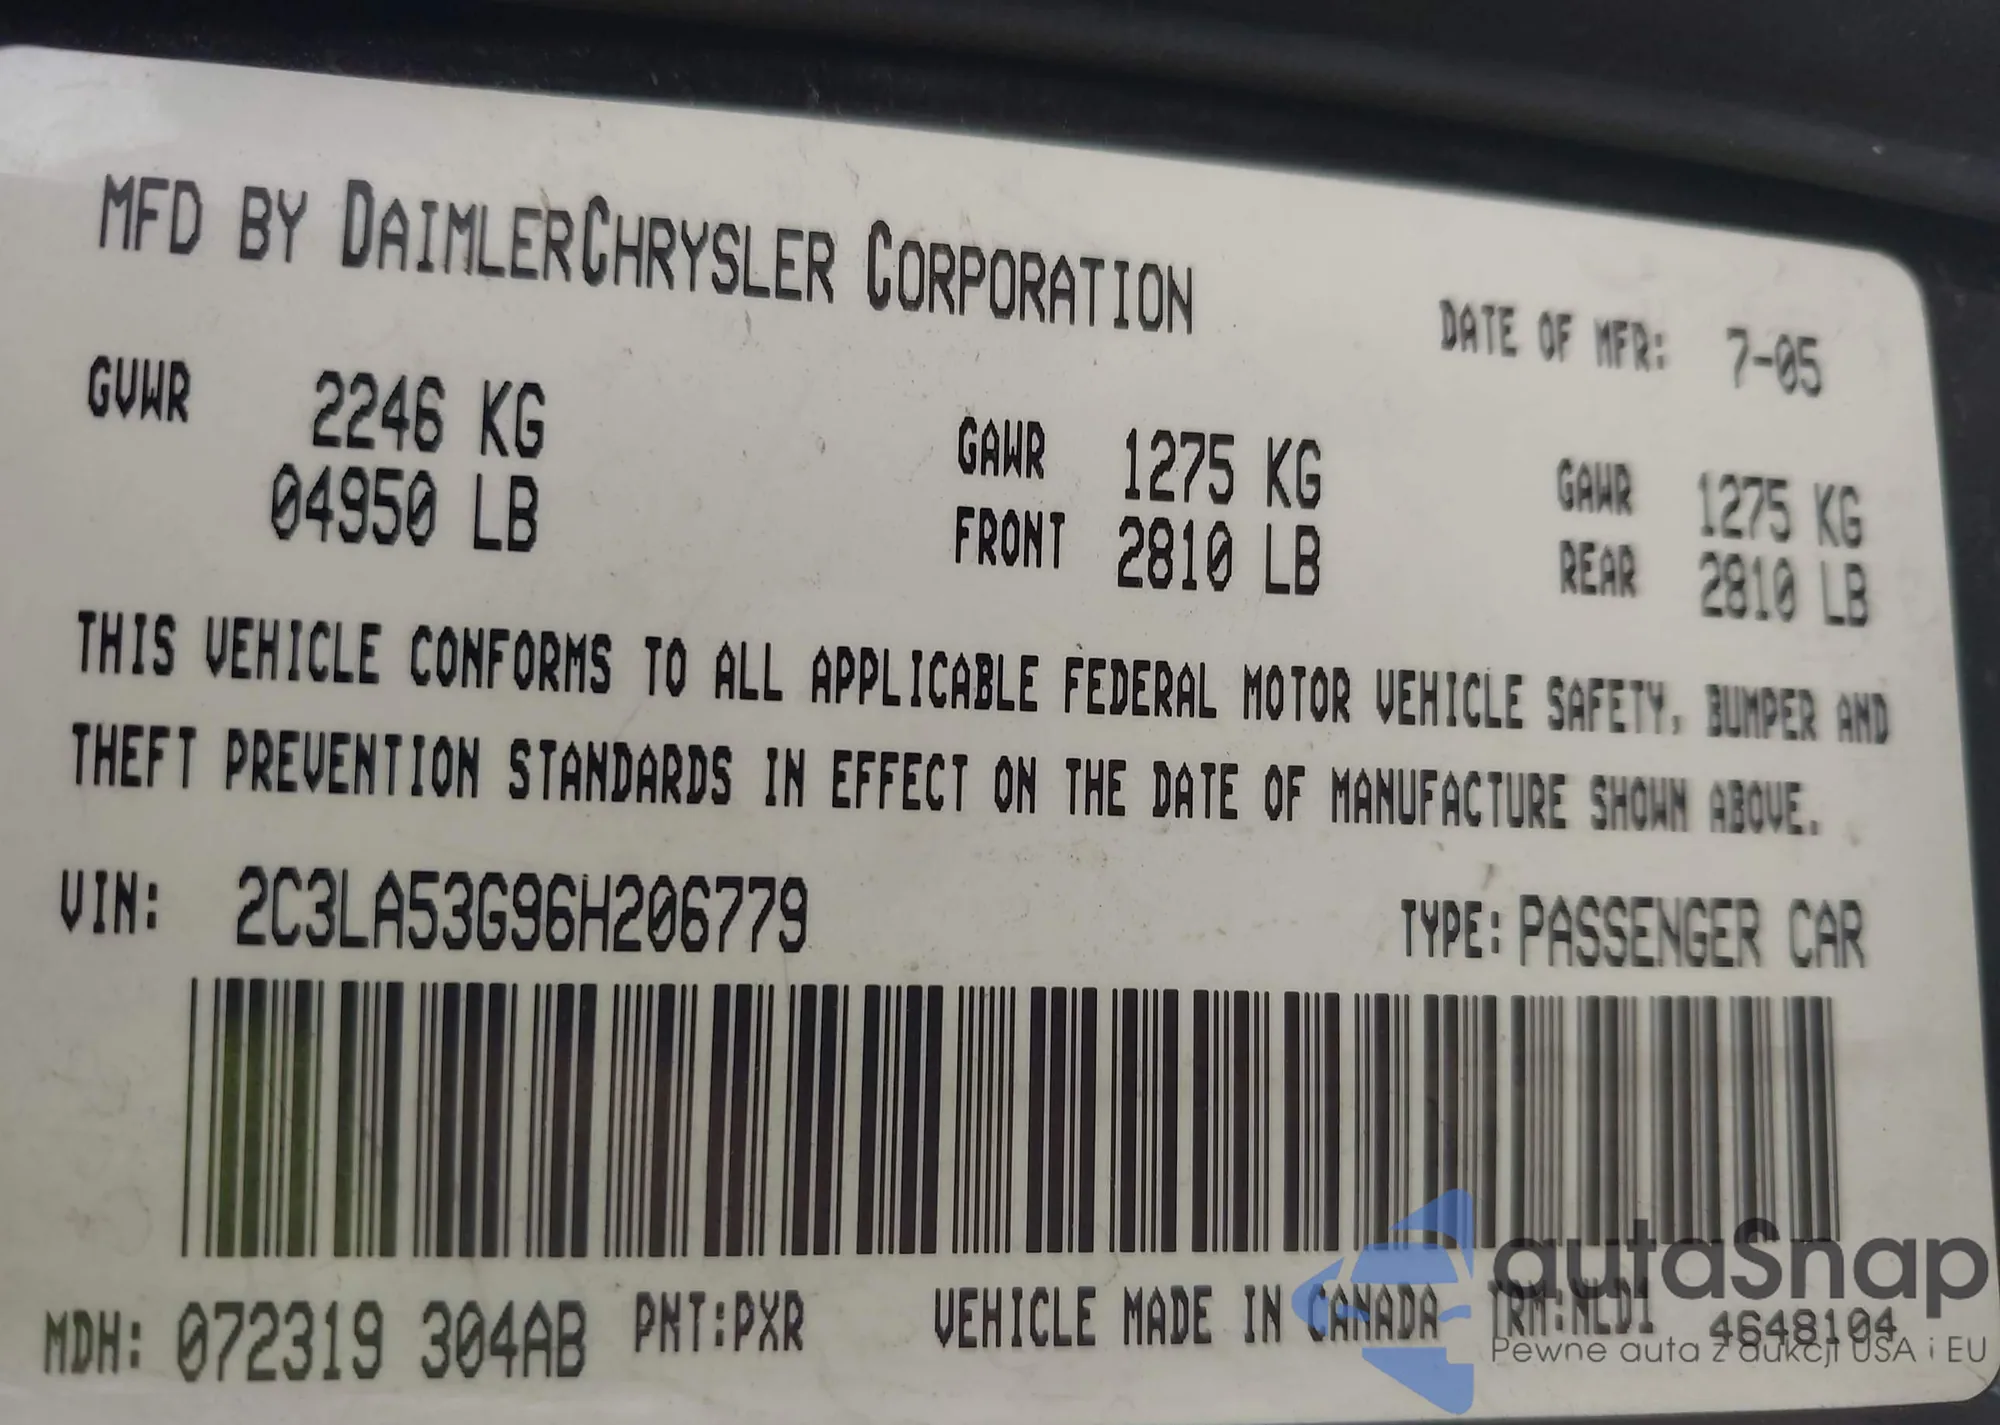 MFD BY DAIMLERCHRYSLER CORPORATION
DATE OF MFR: 7-05
GVWR 2246 KG GAWR 1275 KG GAWR 1275 KG
04950 LB FRONT 2810 LB REAR 2810 LB
THIS VEHICLE CONFORMS TO ALL APPLICABLE FEDERAL MOTOR VEHICLE SAFETY, BUMPER AND
THEFT PREVENTION STANDARDS IN EFFECT ON THE DATE OF MANUFACTURE SHOWN ABOVE.
VIN: 2C3LA53G96H206779 TYPE: PASSENGER CAR
MDH: 072319 304AB PNT:PXR VEHICLE MADE IN CANADA TRM:NLD1 4648104
autaSnap
Pewne auta z aukcji USA i EU